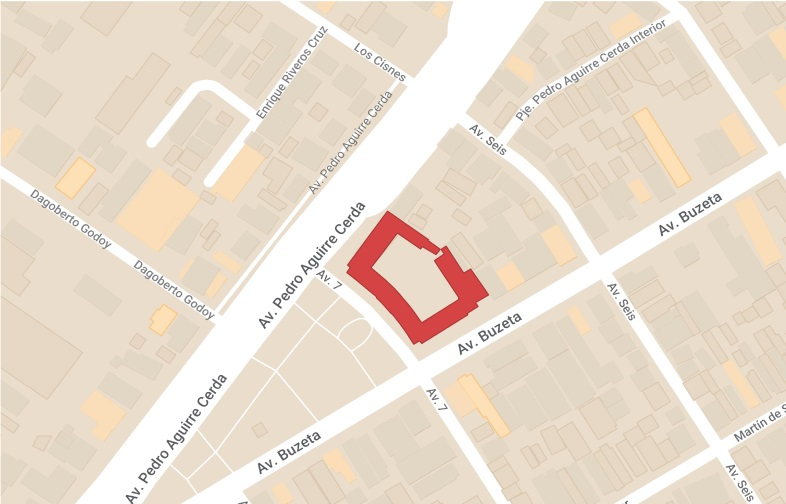 Enrique Riveros Cruz
Los Cisnes
Pje. Pedro Aguirre Cerda Interior
Av. Pedro Aguirre Cerda
Av. Seis
Av. Buzeta
Dagoberto Godoy
Av. Pedro Aguirre Cerda
Dagoberto Godoy
Av. 7
Av. Seis
Av. Buzeta
Av. Pedro Aguirre Cerda
Av. 7
Av. Buzeta
Martin de S
Av. Seis